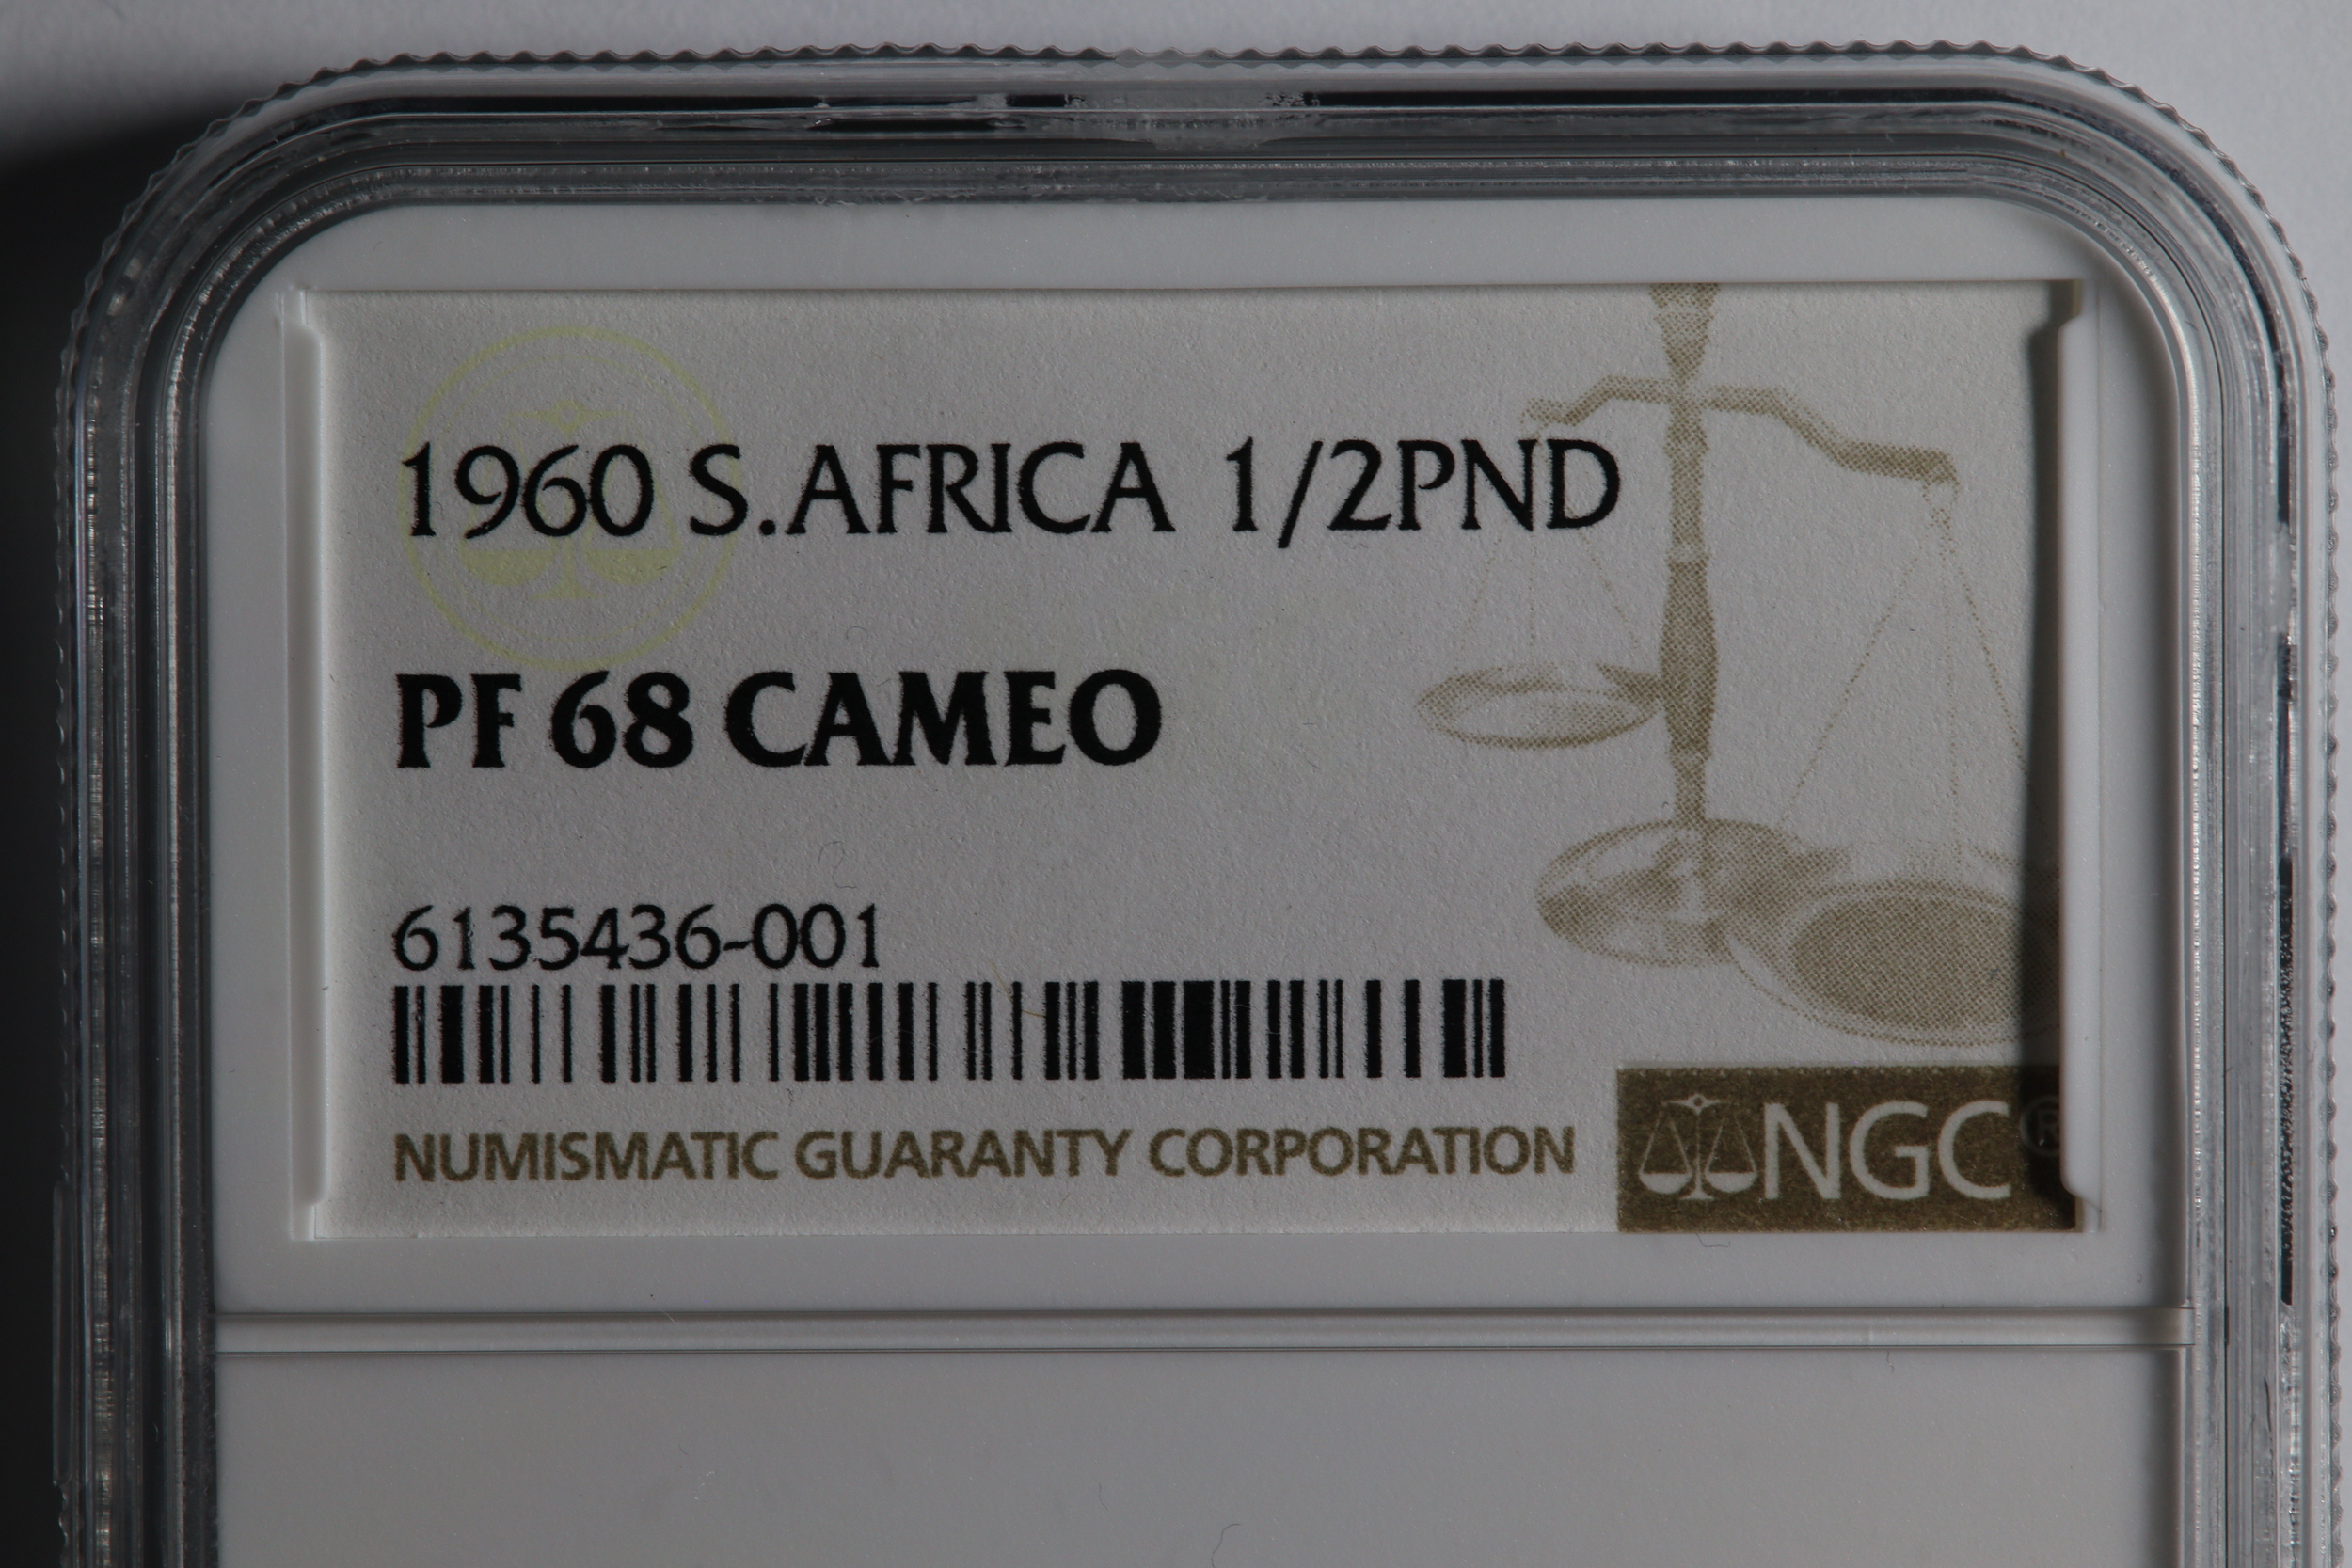 1960 S.AFRICA 1/2PND
PF 68 CAMEO
6135436-001
NUMISMATIC GUARANTY CORPORATION
NGC®